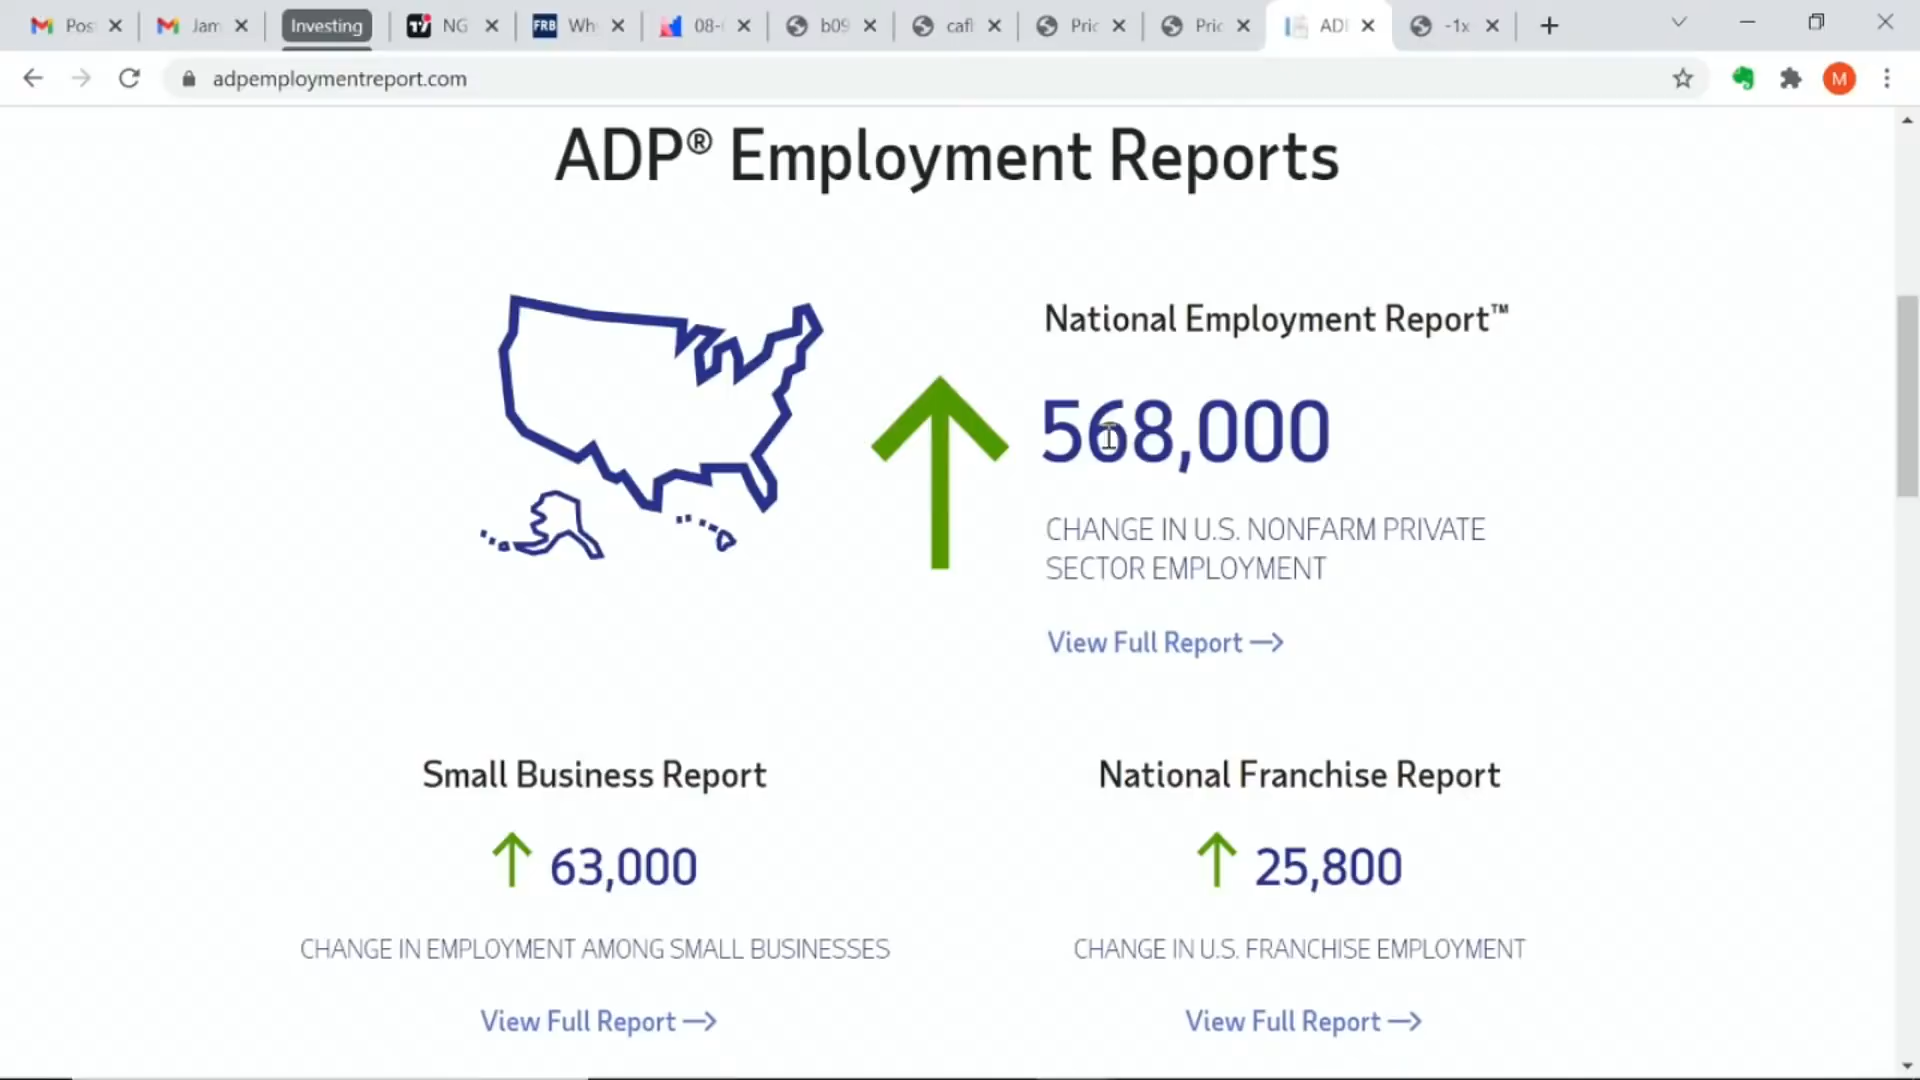 Pos
Jam
Investing
NG
FRB
Wh
08-
b09
cafl
Pric
Pric
ADI
-1x
adpemploymentreport.com
M
ADP® Employment Reports
National Employment Report™
568,000
CHANGE IN U.S. NONFARM PRIVATE
SECTOR EMPLOYMENT
View Full Report
Small Business Report
National Franchise Report
63,000
25,800
CHANGE IN EMPLOYMENT AMONG SMALL BUSINESSES
CHANGE IN U.S. FRANCHISE EMPLOYMENT
View Full Report
View Full Report